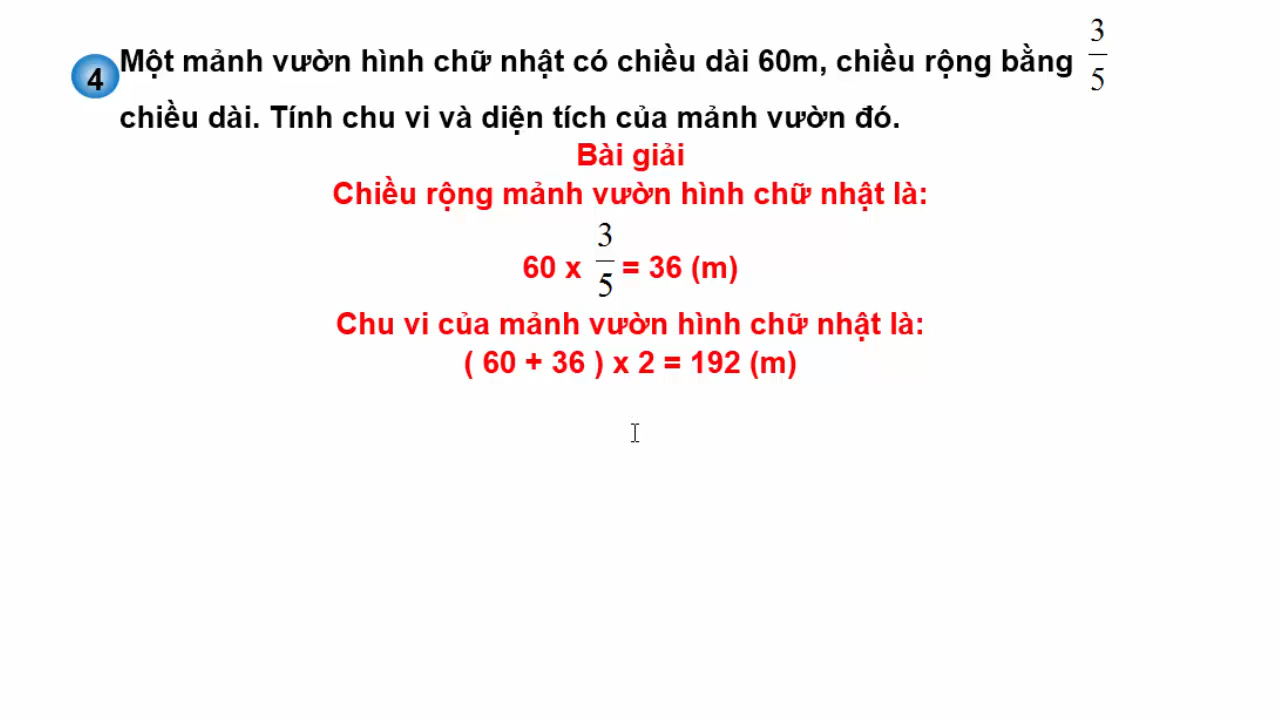 4 Một mảnh vườn hình chữ nhật có chiều dài 60m, chiều rộng bằng 3/5
chiều dài. Tính chu vi và diện tích của mảnh vườn đó.
Bài giải
Chiều rộng mảnh vườn hình chữ nhật là:
60 x 3/5 = 36 (m)
Chu vi của mảnh vườn hình chữ nhật là:
( 60 + 36 ) x 2 = 192 (m)